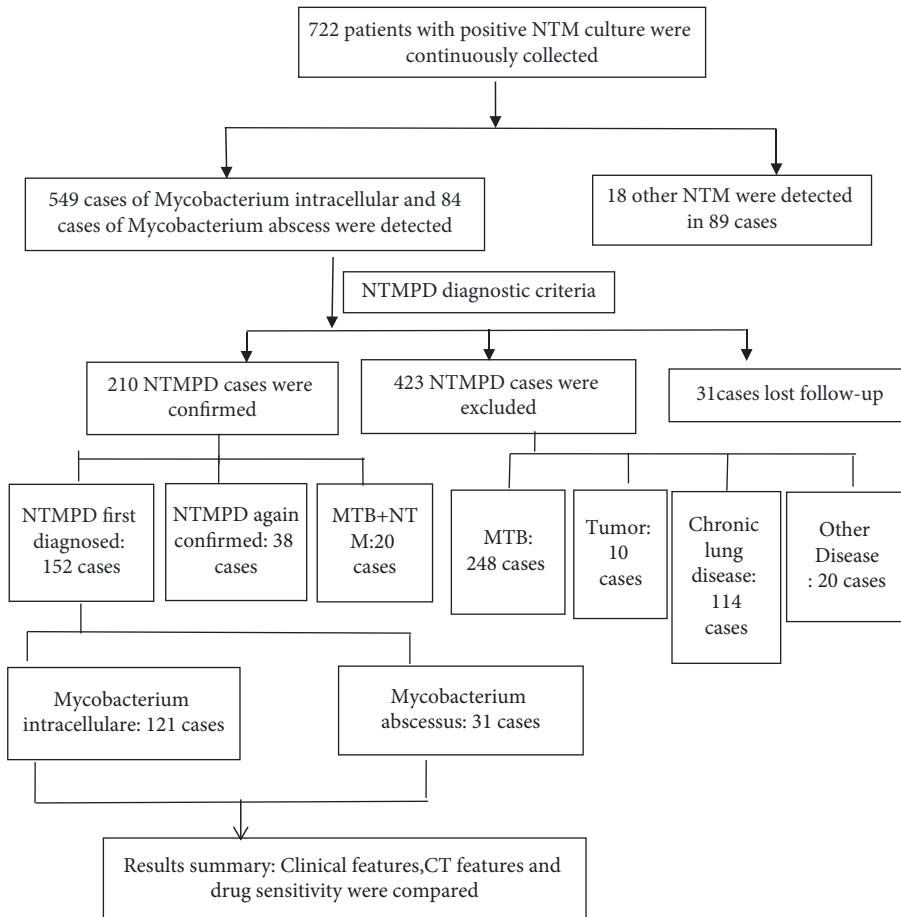 722 patients with positive NTM culture were
continuously collected
549 cases of Mycobacterium intracellular and 84
cases of Mycobacterium abscess were detected
18 other NTM were detected
in 89 cases
NTMPD diagnostic criteria
210 NTMPD cases were
confirmed
423 NTMPD cases were
excluded
31cases lost follow-up
NTMPD first
diagnosed:
152 cases
NTMPD again
confirmed: 38
cases
MTB+NT
M:20
cases
MTB:
248 cases
Tumor:
10
cases
Chronic
lung
disease:
114
cases
Other
Disease
: 20 cases
Mycobacterium
intracellulare: 121 cases
Mycobacterium
abscessus: 31 cases
Results summary: Clinical features,CT features and
drug sensitivity were compared